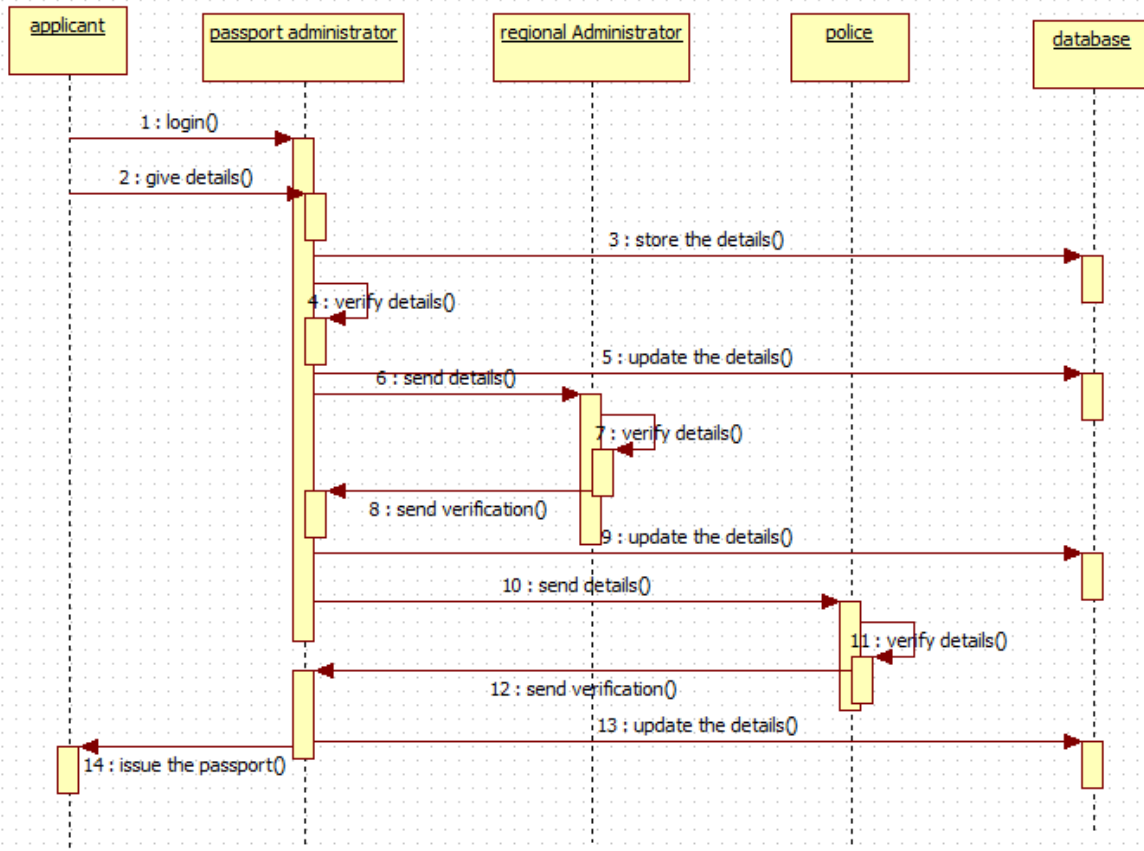 applicant
passport administrator
regional Administrator
police
database
1 : login()
2 : give details()
3 : store the details()
4 : verify details()
5 : update the details()
6 : send details()
7 : verify details()
8 : send verification()
9 : update the details()
10 : send details()
11 : verify details()
12 : send verification()
13 : update the details()
14 : issue the passport()